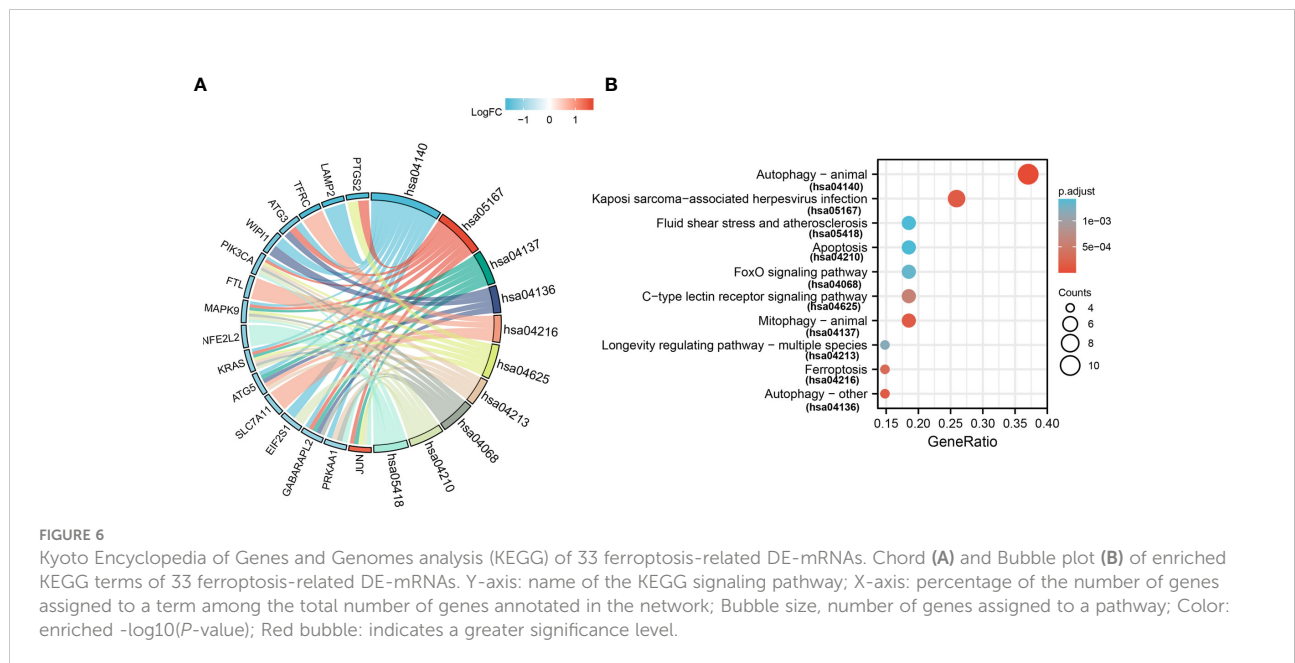 A
B
LogFC
−1 0 1
PTGS2
LAMP2
TFRC
ATG3
WIPI1
PIK3CA
FTL
MAPK9
NFE2L2
KRAS
ATG5
SLC7A11
EIF2S1
GABARAPL2
PRKAA1
JUN
hsa04140
hsa05167
hsa04137
hsa04136
hsa04216
hsa04625
hsa04213
hsa04068
hsa04210
hsa05418
Autophagy − animal
(hsa04140)
Kaposi sarcoma−associated herpesvirus infection
(hsa05167)
Fluid shear stress and atherosclerosis
(hsa05418)
Apoptosis
(hsa04210)
FoxO signaling pathway
(hsa04068)
C−type lectin receptor signaling pathway
(hsa04625)
Mitophagy − animal
(hsa04137)
Longevity regulating pathway − multiple species
(hsa04213)
Ferroptosis
(hsa04216)
Autophagy − other
(hsa04136)
0.15 0.20 0.25 0.30 0.35 0.40
GeneRatio
p.adjust
1e−03
5e−04
Counts
4
6
8
10
FIGURE 6
Kyoto Encyclopedia of Genes and Genomes analysis (KEGG) of 33 ferroptosis-related DE-mRNAs. Chord (A) and Bubble plot (B) of enriched
KEGG terms of 33 ferroptosis-related DE-mRNAs. Y-axis: name of the KEGG signaling pathway; X-axis: percentage of the number of genes
assigned to a term among the total number of genes annotated in the network; Bubble size, number of genes assigned to a pathway; Color:
enriched -log10(P-value); Red bubble: indicates a greater significance level.